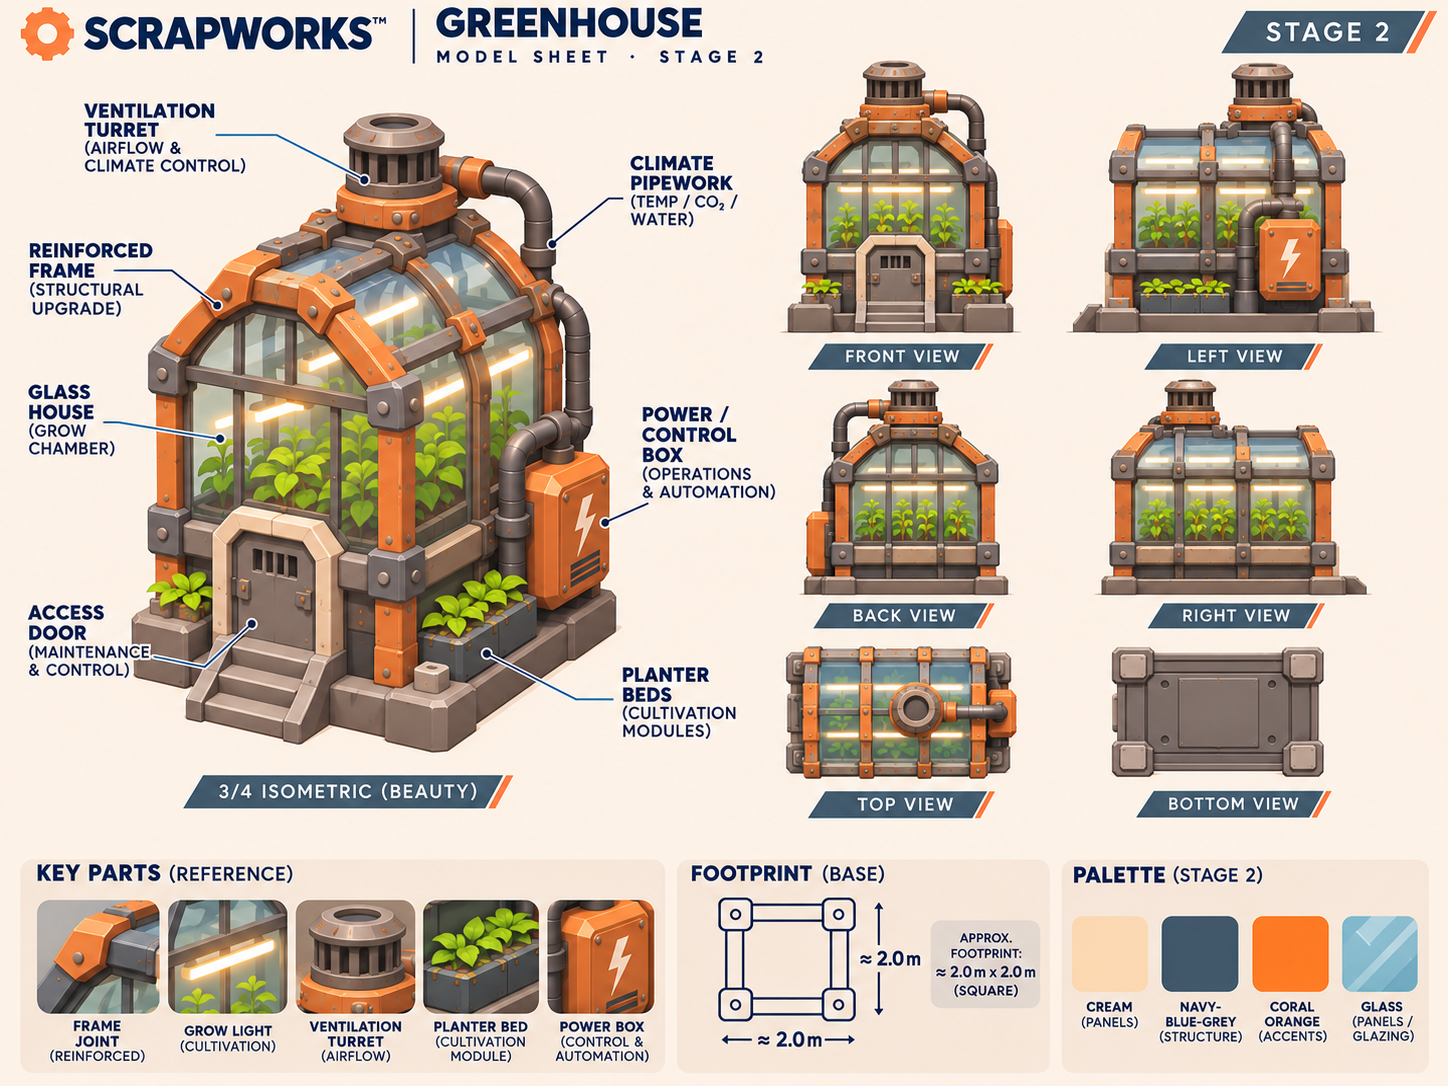 SCRAPWORKS™
GREENHOUSE
MODEL SHEET · STAGE 2
STAGE 2
VENTILATION
TURRET
(AIRFLOW &
CLIMATE CONTROL)
REINFORCED
FRAME
(STRUCTURAL
UPGRADE)
GLASS
HOUSE
(GROW
CHAMBER)
ACCESS
DOOR
(MAINTENANCE
& CONTROL)
CLIMATE
PIPEWORK
(TEMP / CO₂ /
WATER)
POWER /
CONTROL
BOX
(OPERATIONS
& AUTOMATION)
PLANTER
BEDS
(CULTIVATION
MODULES)
3/4 ISOMETRIC (BEAUTY)
FRONT VIEW
LEFT VIEW
BACK VIEW
RIGHT VIEW
TOP VIEW
BOTTOM VIEW
KEY PARTS (REFERENCE)
FRAME
JOINT
(REINFORCED)
GROW LIGHT
(CULTIVATION)
VENTILATION
TURRET
(AIRFLOW)
PLANTER BED
(CULTIVATION
MODULE)
POWER BOX
(CONTROL &
AUTOMATION)
FOOTPRINT (BASE)
≈ 2.0 m
≈ 2.0 m
APPROX.
FOOTPRINT:
≈ 2.0 m x 2.0 m
(SQUARE)
PALETTE (STAGE 2)
CREAM
(PANELS)
NAVY-
BLUE-GREY
(STRUCTURE)
CORAL
ORANGE
(ACCENTS)
GLASS
(PANELS /
GLAZING)